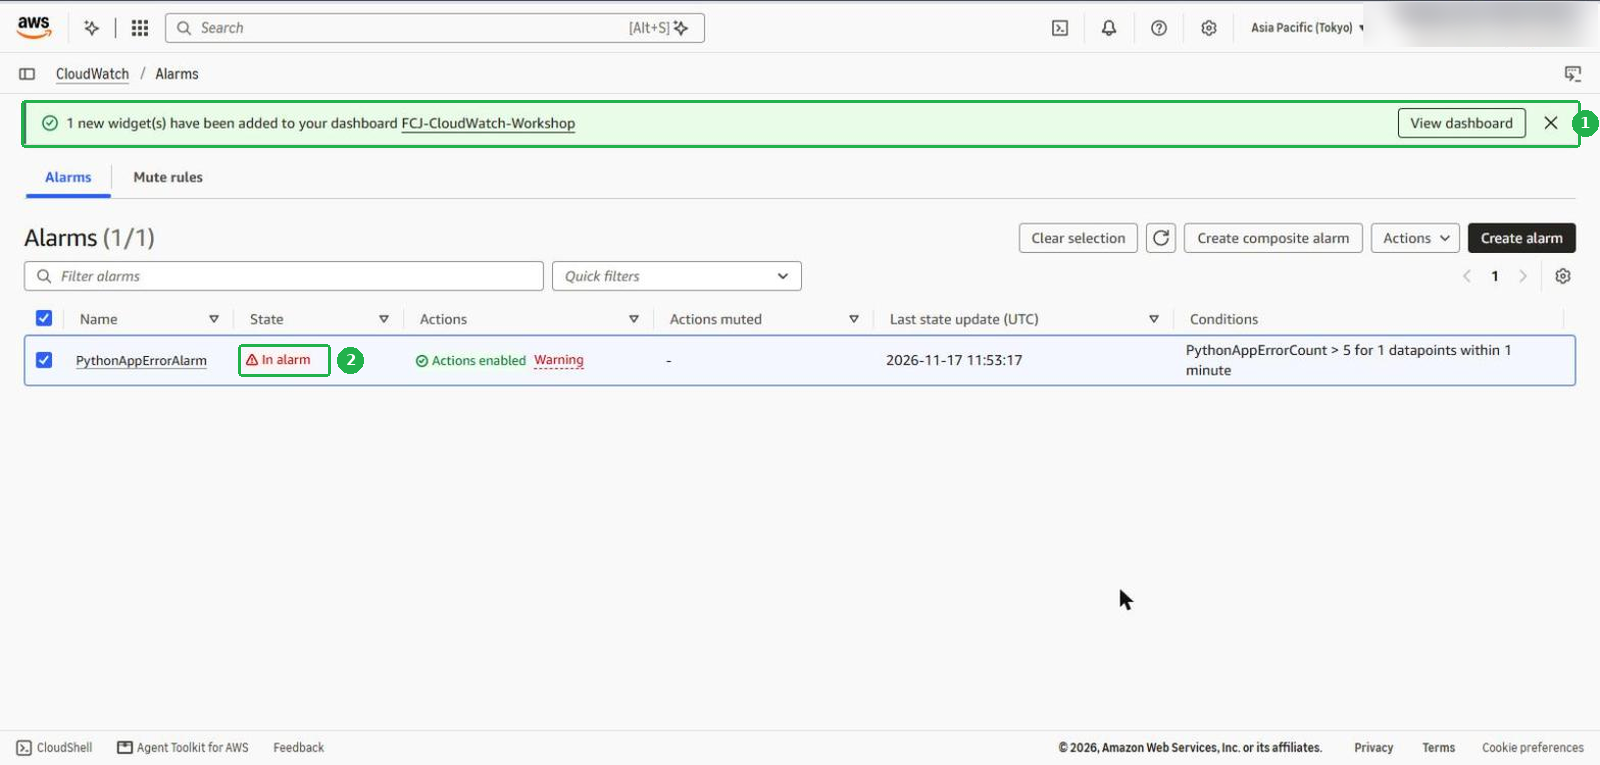 aws
Search [Alt+S]
Asia Pacific (Tokyo)
CloudWatch / Alarms
1 new widget(s) have been added to your dashboard FCJ-CloudWatch-Workshop View dashboard 1
Alarms Mute rules
Alarms (1/1) Clear selection Create composite alarm Actions Create alarm
Filter alarms Quick filters 1
Name State Actions Actions muted Last state update (UTC) Conditions
PythonAppErrorAlarm In alarm 2 Actions enabled Warning - 2026-11-17 11:53:17 PythonAppErrorCount > 5 for 1 datapoints within 1
minute
CloudShell Agent Toolkit for AWS Feedback © 2026, Amazon Web Services, Inc. or its affiliates. Privacy Terms Cookie preferences